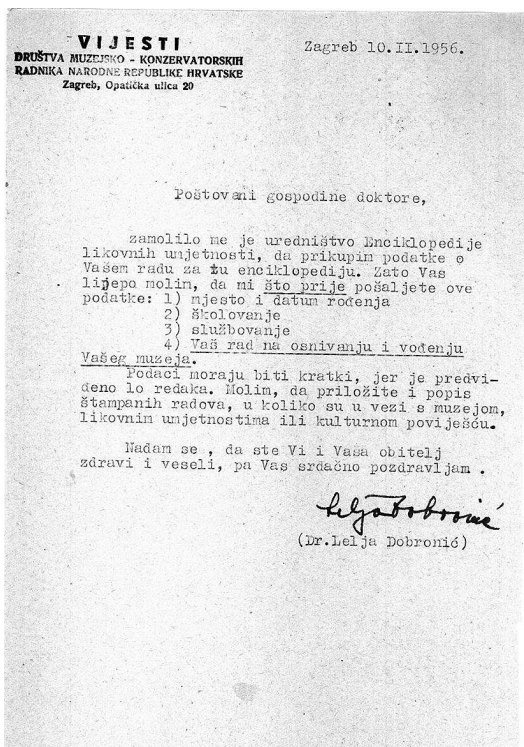 VIJESTI
DRUŠTVA MUZEJSKO - KONZERVATORSKIH
RADNIKA NARODNE REPUBLIKE HRVATSKE
Zagreb, Opatička ulica 20
Zagreb 10.II.1956.
Poštovani gospodine doktore,
zamolilo me je uredništvo Enciklopedije
likovnih umjetnosti, da prikupim podatke o
Vašem radu za tu enciklopediju. Zato Vas
lijepo molim, da mi što prije pošaljete ove
podatke: 1) mjesto i datum rođenja
2) školovanje
3) službovanje
4) Vaš rad na osnivanju i vođenju
Vašeg muzeja.
Podaci moraju biti kratki, jer je predvi-
đeno lo redaka. Molim, da priložite i popis
štampanih radova, u koliko su u vezi s muzejom,
likovnim umjetnostima ili kulturnom poviješću.
Nadam se , da ste Vi i Vaša obitelj
zdravi i veseli, pa Vas srdačno pozdravljam .
Lelja Dobronić
(Dr.Lelja Dobronić)